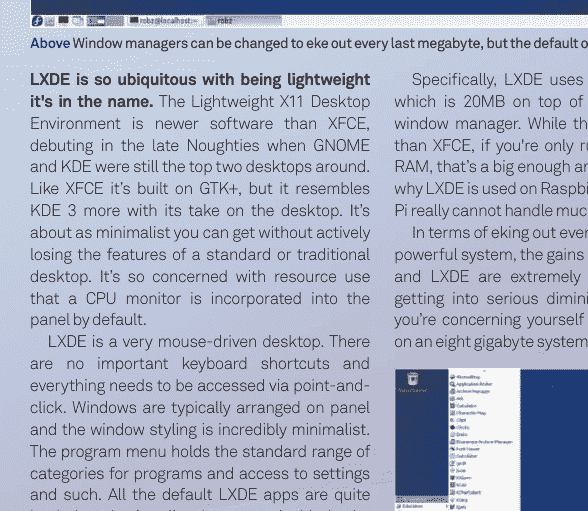 robz@localhost:~
robz
Above Window managers can be changed to eke out every last megabyte, but the default o
LXDE is so ubiquitous with being lightweight
it's in the name. The Lightweight X11 Desktop
Environment is newer software than XFCE,
debuting in the late Noughties when GNOME
and KDE were still the top two desktops around.
Like XFCE it's built on GTK+, but it resembles
KDE 3 more with its take on the desktop. It's
about as minimalist you can get without actively
losing the features of a standard or traditional
desktop. It's so concerned with resource use
that a CPU monitor is incorporated into the
panel by default.
LXDE is a very mouse-driven desktop. There
are no important keyboard shortcuts and
everything needs to be accessed via point-and-
click. Windows are typically arranged on panel
and the window styling is incredibly minimalist.
The program menu holds the standard range of
categories for programs and access to settings
and such. All the default LXDE apps are quite
Specifically, LXDE uses
which is 20MB on top of
window manager. While th
than XFCE, if you're only ru
RAM, that's a big enough a
why LXDE is used on Raspbi
Pi really cannot handle muc
In terms of eking out ever
powerful system, the gains
and LXDE are extremely
getting into serious dimini
you're concerning yourself
on an eight gigabyte system
Application Finder
Archive Manager
Calculator
Character Map